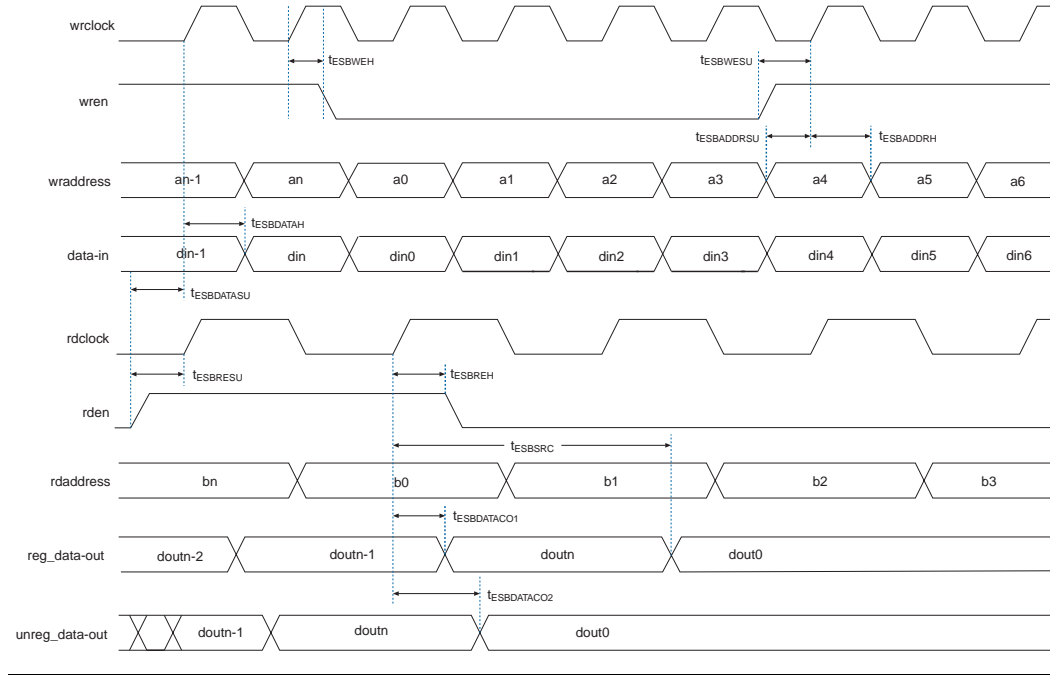 wrclock
tESBWEH
tESBWESU
wren
tESBADDRSU
tESBADDRH
wraddress
an-1 an a0 a1 a2 a3 a4 a5 a6
tESBDATAH
data-in
din-1 din din0 din1 din2 din3 din4 din5 din6
tESBDATASU
rdclock
tESBRESU
tESBREH
rden
tESBSRC
rdaddress
bn b0 b1 b2 b3
tESBDATACO1
reg_data-out
doutn-2 doutn-1 doutn dout0
tESBDATACO2
unreg_data-out
doutn-1 doutn dout0